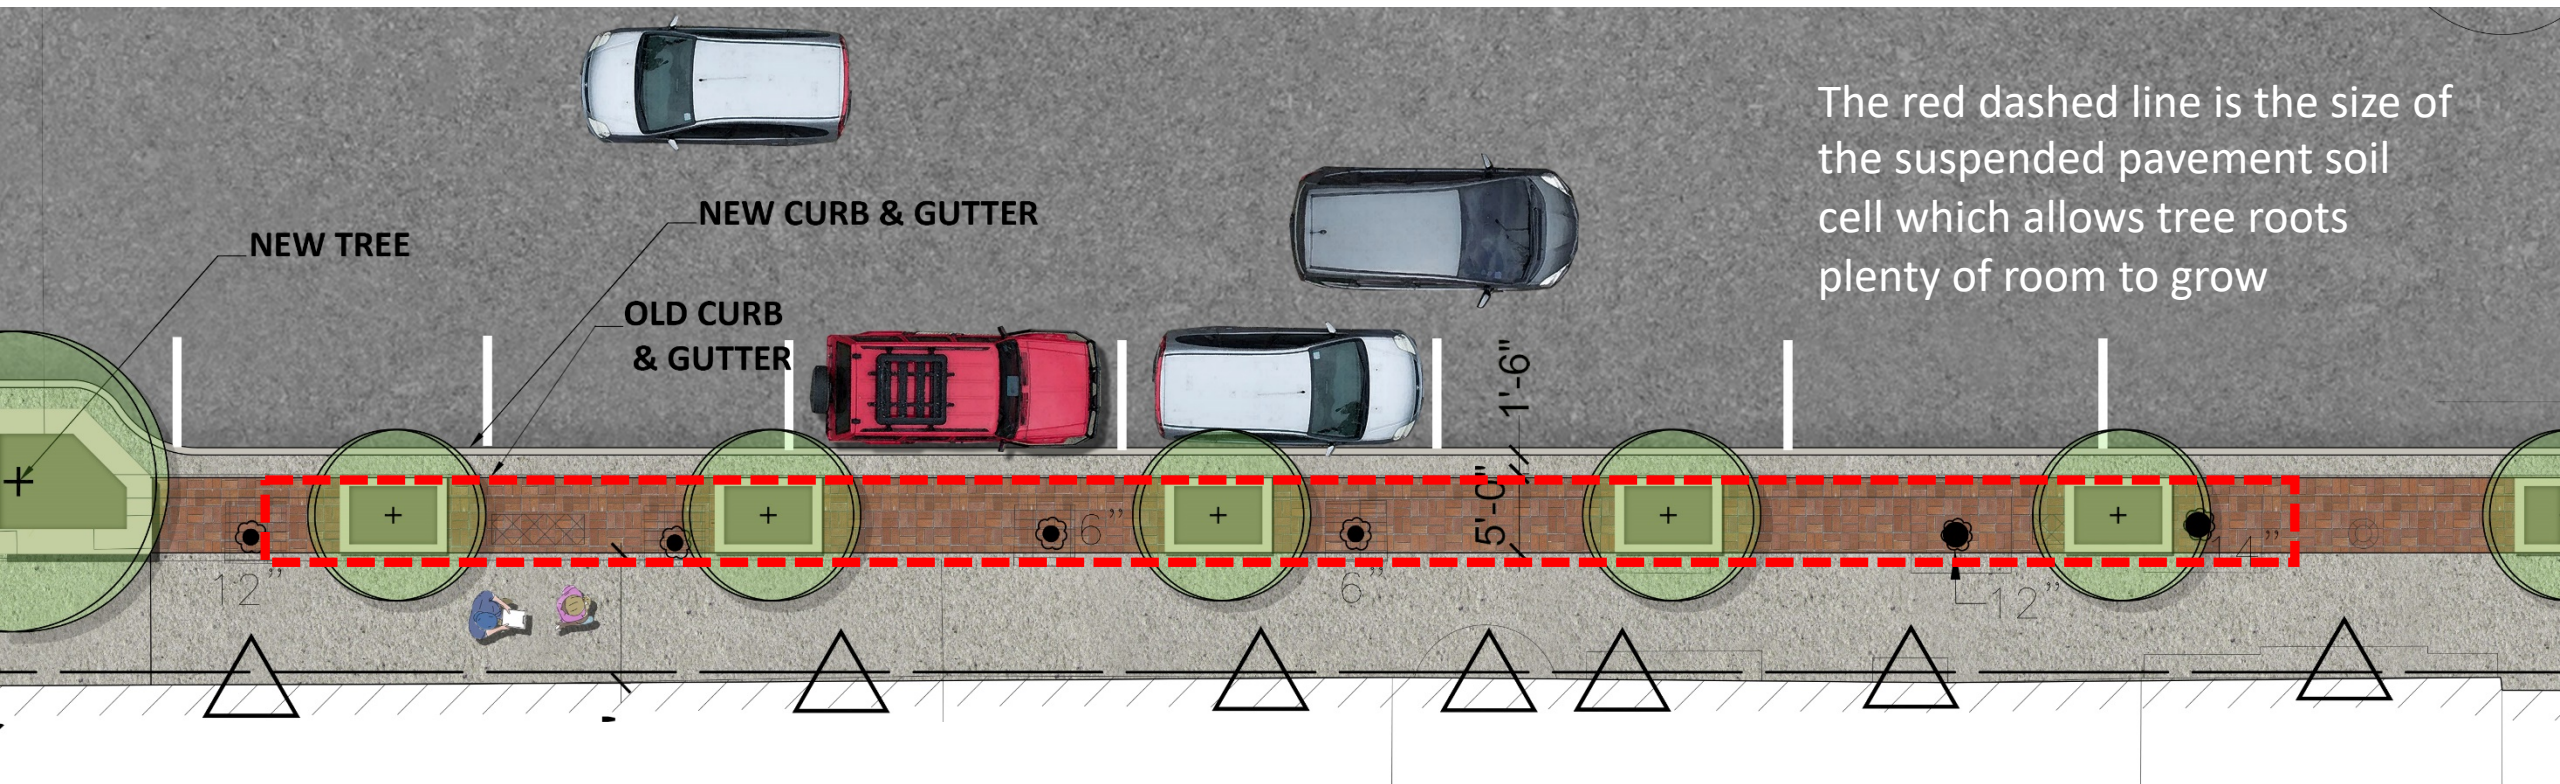 The red dashed line is the size of
the suspended pavement soil
cell which allows tree roots
plenty of room to grow
NEW CURB & GUTTER
NEW TREE
OLD CURB
& GUTTER
1'-6"
5'-0"
6”
14”
12”
6”
12”